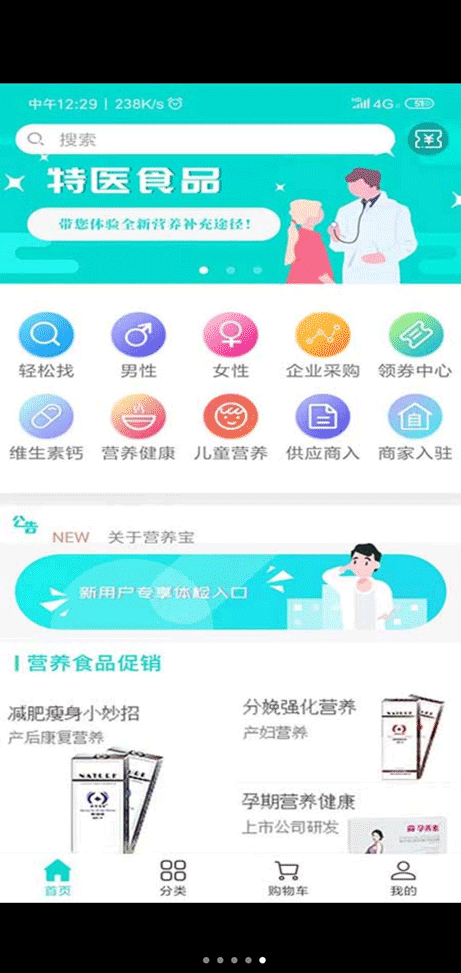 中午12:29 | 238K/s
4G
59
搜索
特医食品
带您体验全新营养补充途径!
轻松找
男性
女性
企业采购
领券中心
维生素钙
营养健康
儿童营养
供应商入
商家入驻
公告
NEW
关于营养宝
新用户专享体检入口
营养食品促销
减肥瘦身小妙招
产后康复营养
分娩强化营养
产妇营养
NATURE
孕期营养健康
上市公司研发
孕养素
首页
分类
购物车
我的